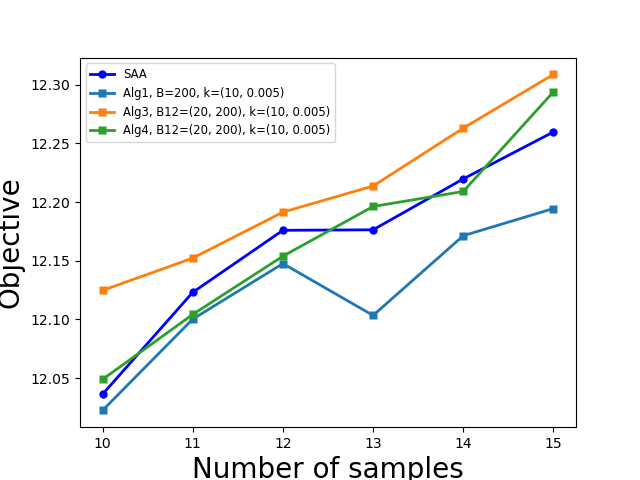 SAA
Alg1, B=200, k=(10, 0.005)
Alg3, B12=(20, 200), k=(10, 0.005)
Alg4, B12=(20, 200), k=(10, 0.005)
12.30
12.25
12.20
12.15
12.10
12.05
Objective
10 11 12 13 14 15
Number of samples